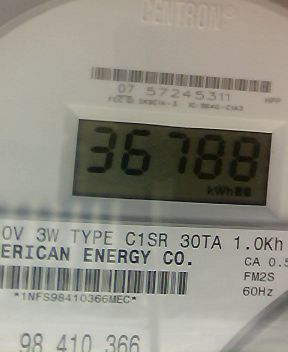 CENTRON®
07 57245311
HPP
36788
kWh
0V 3W TYPE C1SR 30TA 1.0Kh
ERICAN ENERGY CO.
CA 0.5
FM2S
60Hz
*1NFS98410366MEC*
98 410 366